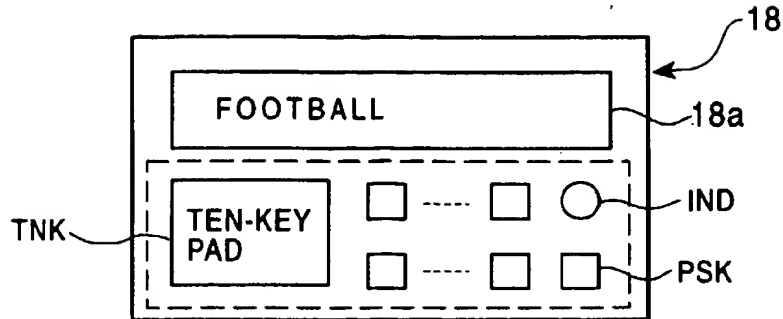 18
FOOTBALL
18a
TNK
TEN-KEY
PAD
IND
PSK